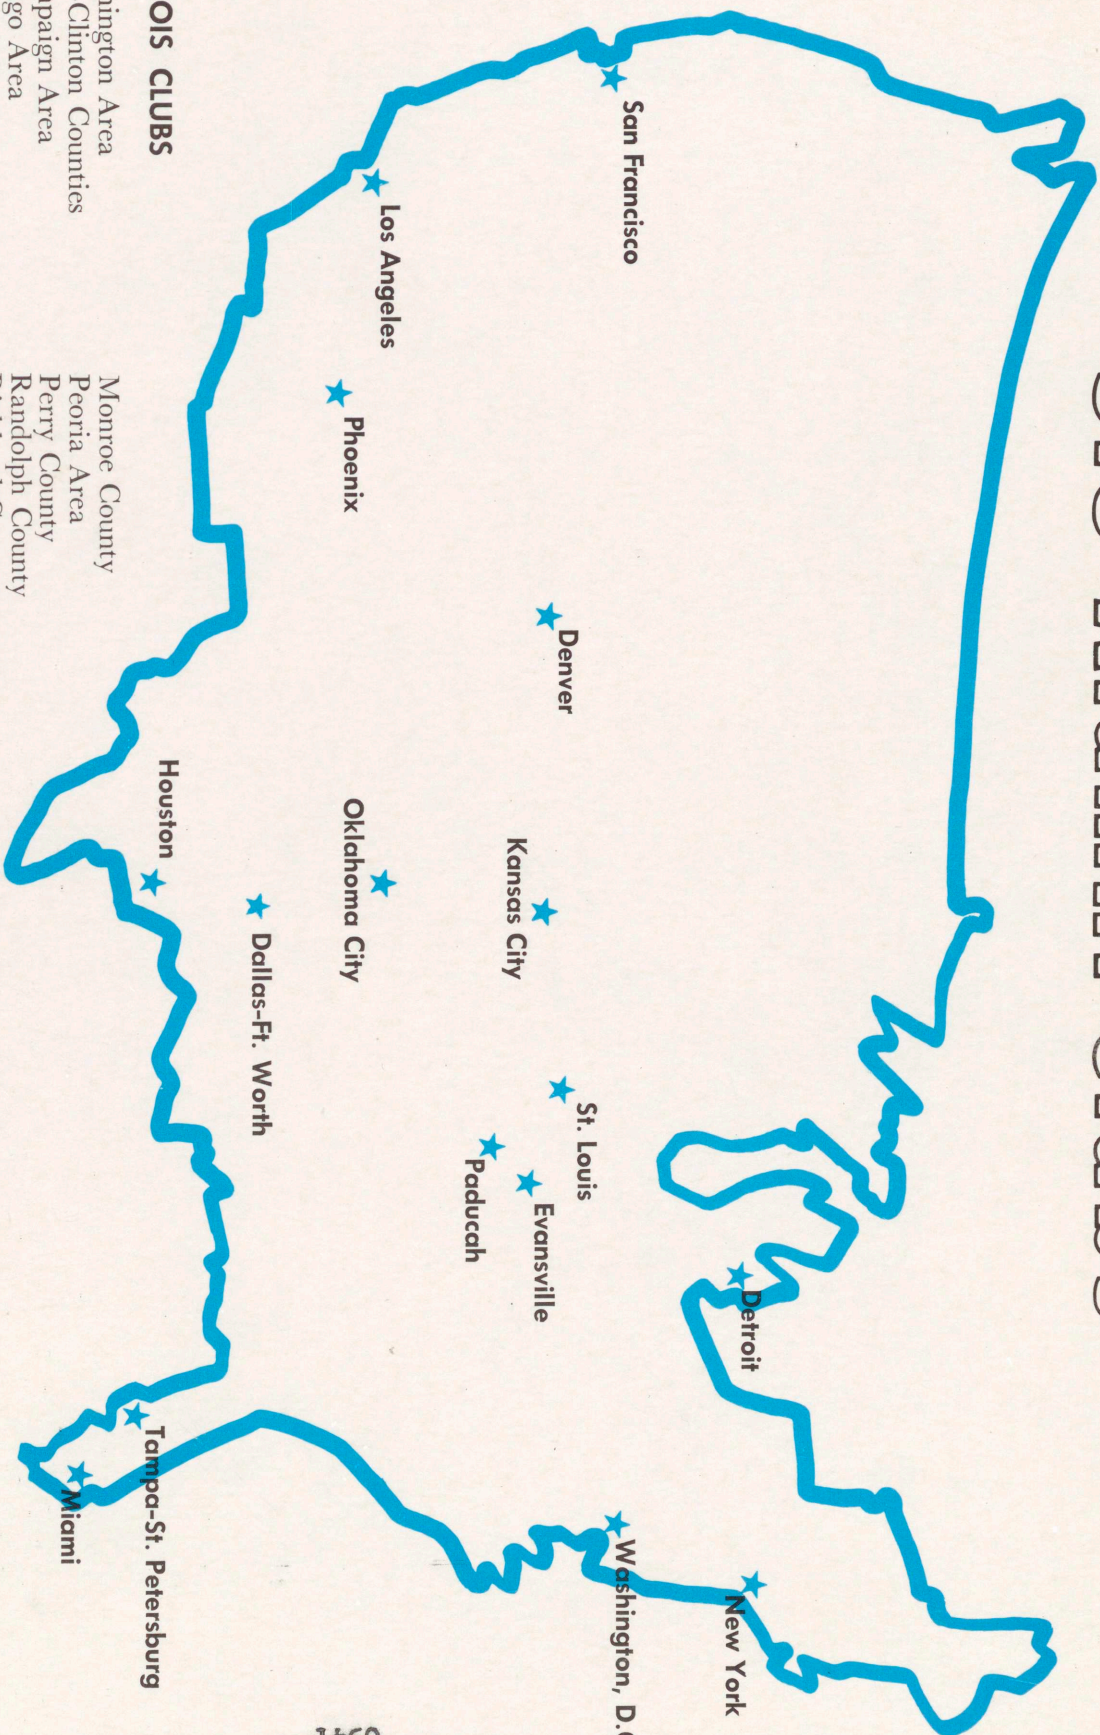 San Francisco
Los Angeles
Phoenix
Denver
Kansas City
Oklahoma City
Dallas-Ft. Worth
Houston
St. Louis
Evansville
Paducah
Detroit
New York
Washington, D.
Tampa-St. Petersburg
Miami
OIS CLUBS
ington Area
Clinton Counties
paign Area
go Area
Monroe County
Peoria Area
Perry County
Randolph County